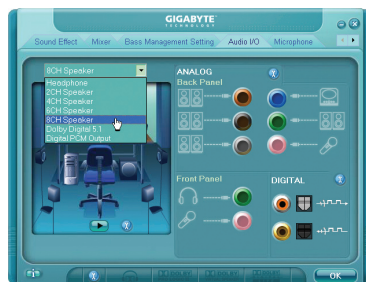 GIGABYTE
TECHNOLOGY
Sound Effect Mixer Bass Management Setting Audio I/O Microphone
8CH Speaker
Headphone
2CH Speaker
4CH Speaker
6CH Speaker
8CH Speaker
Dolby Digital 5.1
Digital PCM Output
ANALOG
Back Panel
Front Panel
DIGITAL
OK